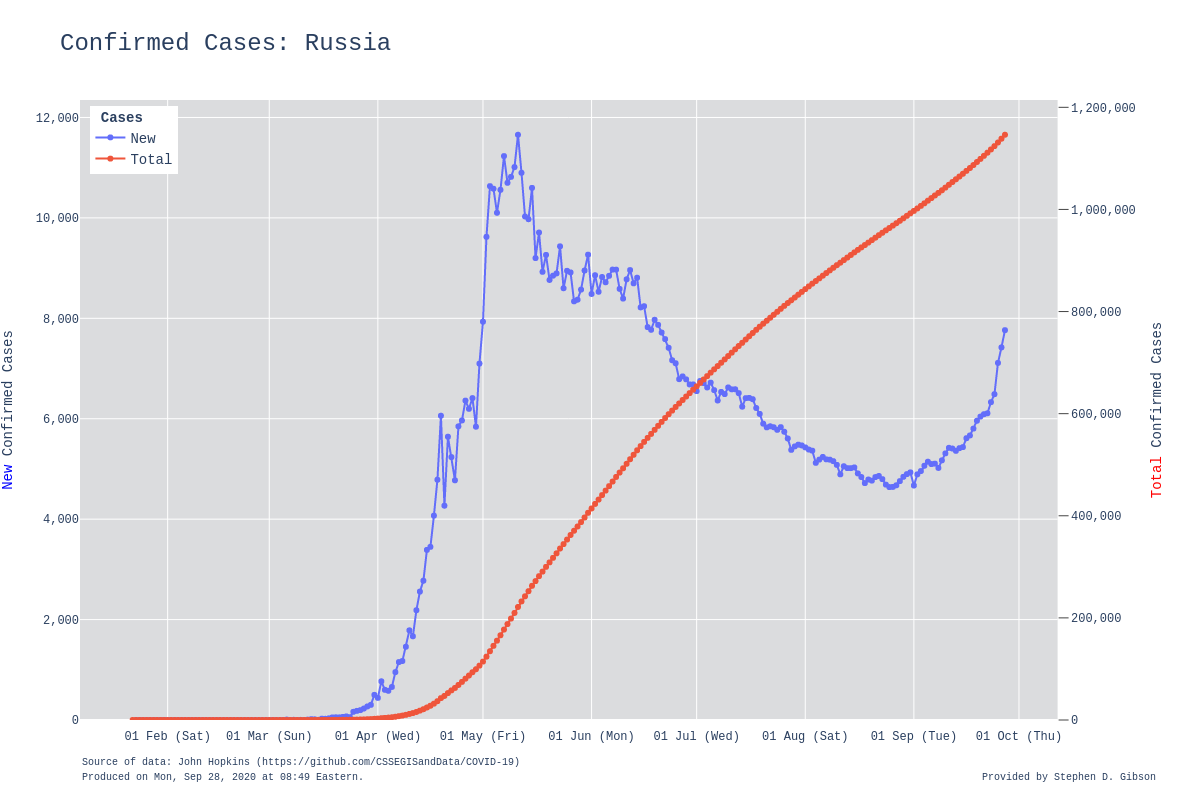 Confirmed Cases: Russia
Cases
New
Total
12,000
10,000
8,000
6,000
4,000
2,000
0
New Confirmed Cases
1,200,000
1,000,000
800,000
600,000
400,000
200,000
0
Total Confirmed Cases
01 Feb (Sat) 01 Mar (Sun) 01 Apr (Wed) 01 May (Fri) 01 Jun (Mon) 01 Jul (Wed) 01 Aug (Sat) 01 Sep (Tue) 01 Oct (Thu)
Source of data: John Hopkins (https://github.com/CSSEGISandData/COVID-19)
Produced on Mon, Sep 28, 2020 at 08:49 Eastern.
Provided by Stephen D. Gibson